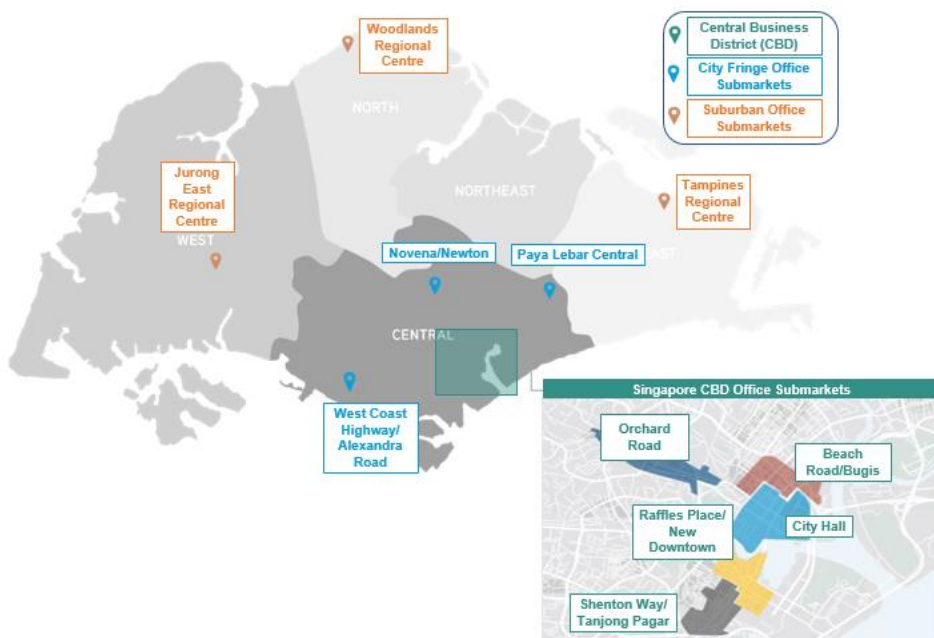 Woodlands
Regional
Centre
Central Business
District (CBD)
City Fringe Office
Submarkets
Suburban Office
Submarkets
NORTH
Jurong
East
Regional
Centre
WEST
NORTHEAST
Tampines
Regional
Centre
Novena/Newton
Paya Lebar Central
CENTRAL
West Coast
Highway/
Alexandra
Road
Singapore CBD Office Submarkets
Orchard
Road
Beach
Road/Bugis
Raffles Place/
New
Downtown
City Hall
Shenton Way/
Tanjong Pagar